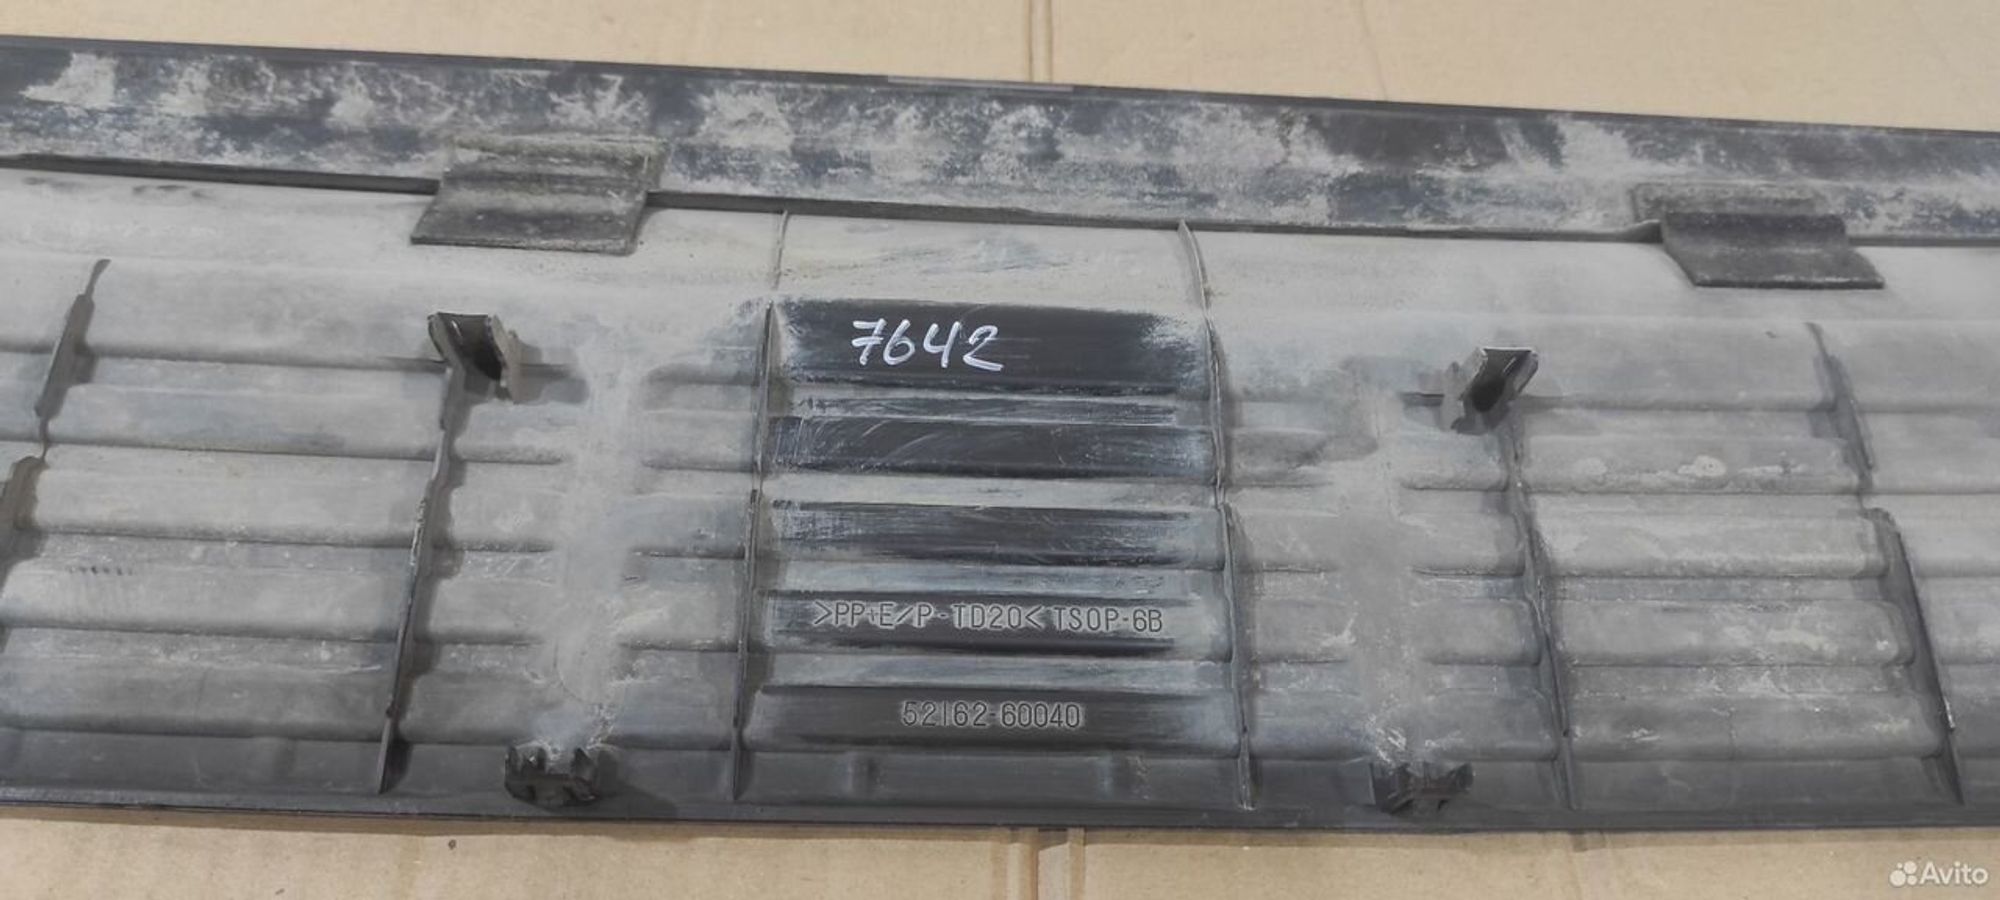 7642
>PP+E/P-TD20< TSOP-6B
52162-60040
Avito